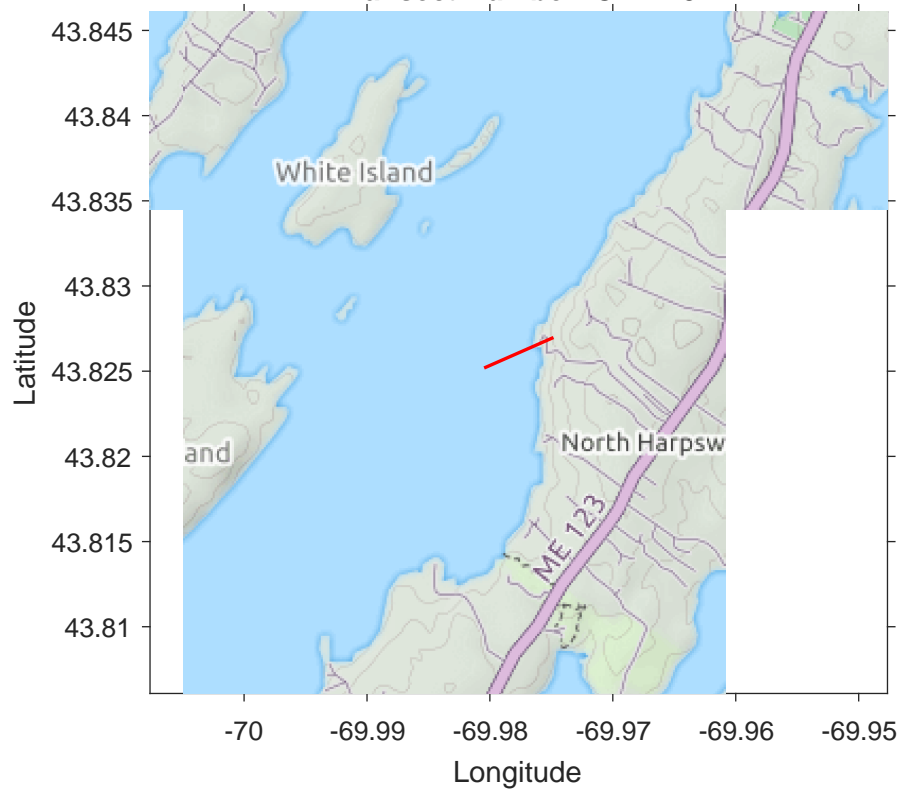 43.845
43.84
White Island
43.835
43.83
43.825
Latitude
North Harpsw
43.82
and
ME 123
43.815
43.81
-70
-69.99
-69.98
-69.97
-69.96
-69.95
Longitude